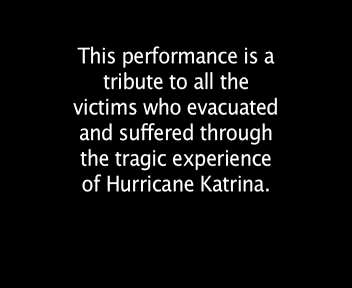 This performance is a
tribute to all the
victims who evacuated
and suffered through
the tragic experience
of Hurricane Katrina.